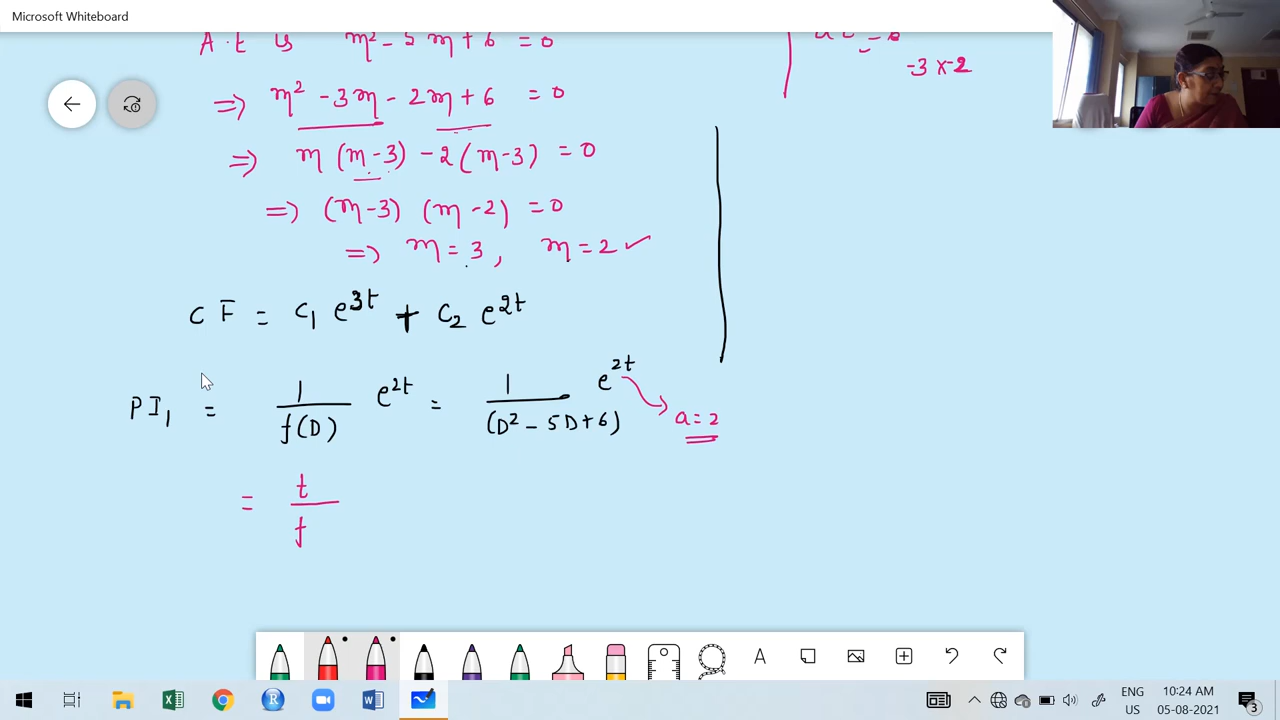 Microsoft Whiteboard
A·E is m² - 5m + 6 = 0
-3 x -2
=> m² - 3m - 2m + 6 = 0
=> m (m-3) - 2 (m-3) = 0
=> (m-3) (m-2) = 0
=> m = 3, m = 2 ✓
CF = C₁ e^{3t} + C₂ e^{2t}
PI₁ = 1/f(D) e^{2t} = 1/(D² - 5D + 6) e^{2t}
a = 2
= t/f
A
ENG
US
10:24 AM
05-08-2021
3